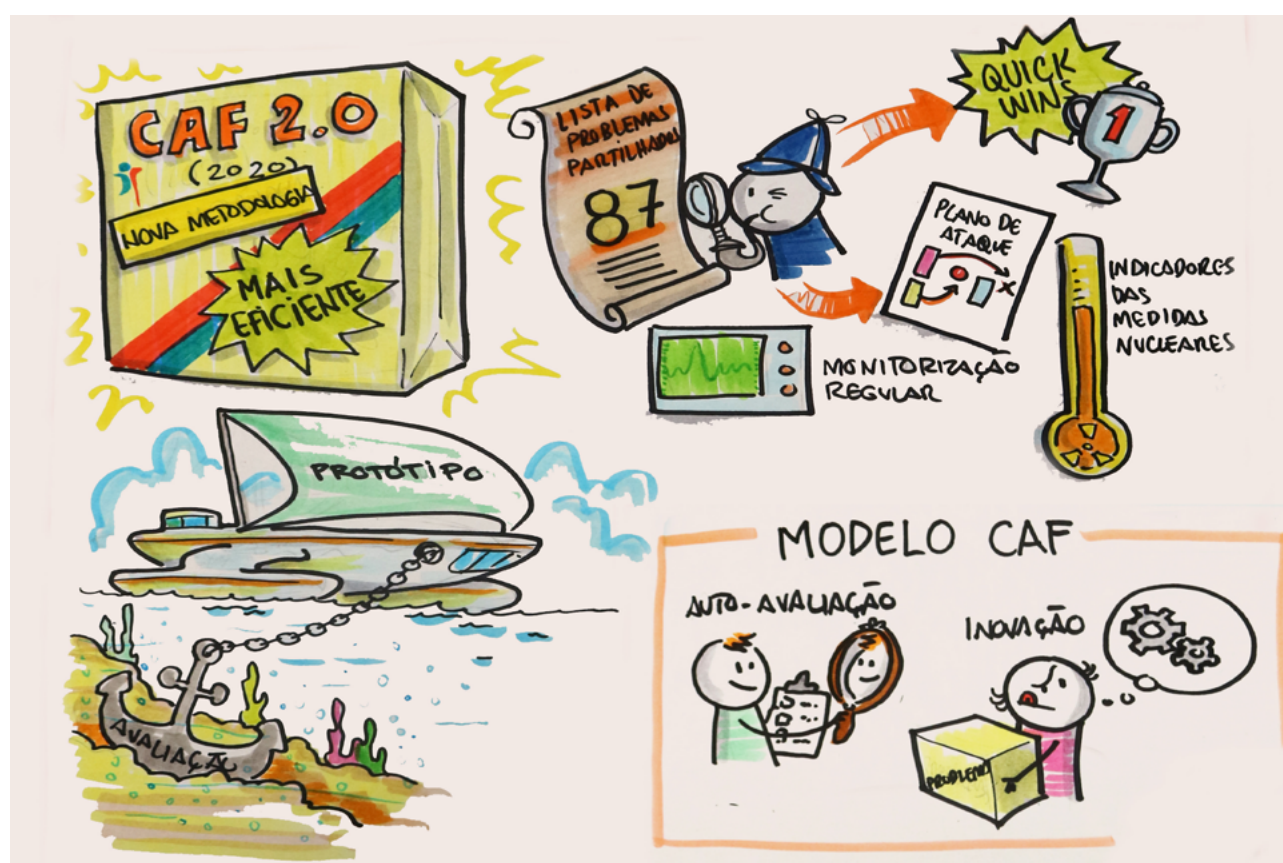 CAF 2.0
(2020)
NOVA METODOLOGIA
MAIS
EFICIENTE
LISTA DE
PROBLEMAS
PARTILHADOS
87
QUICK
WINS
1
PLANO DE
ATAQUE
X
INDICADORES
DAS
MEDIDAS
NUCLEARES
MONITORIZAÇÃO
REGULAR
PROTÓTIPO
AVALIAÇÃO
MODELO CAF
AUTO-AVALIAÇÃO
INOVAÇÃO
PROBLEMA